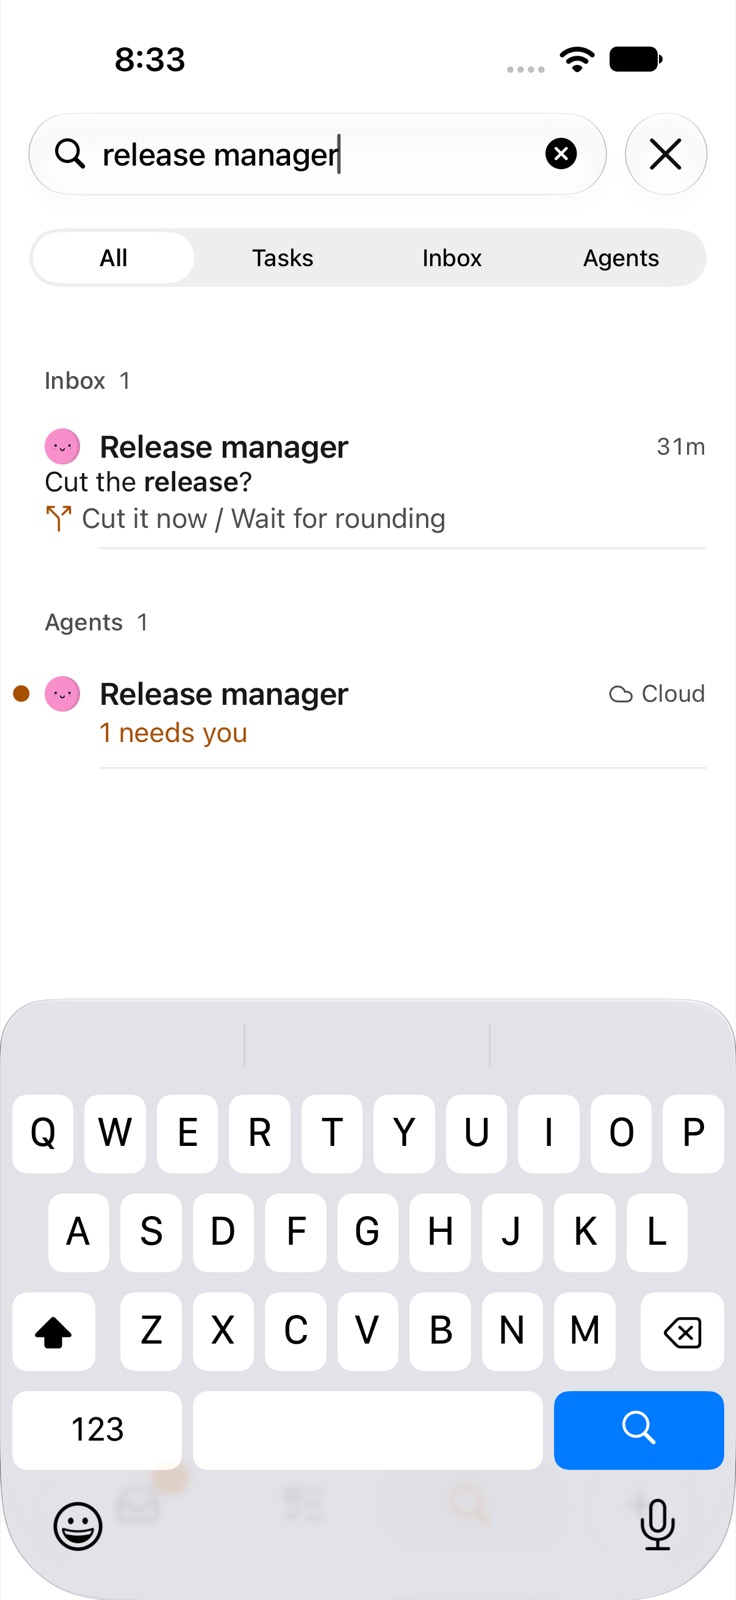 8:33
release manager
All Tasks Inbox Agents
Inbox 1
Release manager 31m
Cut the release?
Cut it now / Wait for rounding
Agents 1
Release manager Cloud
1 needs you
Q W E R T Y U I O P
A S D F G H J K L
Z X C V B N M
123